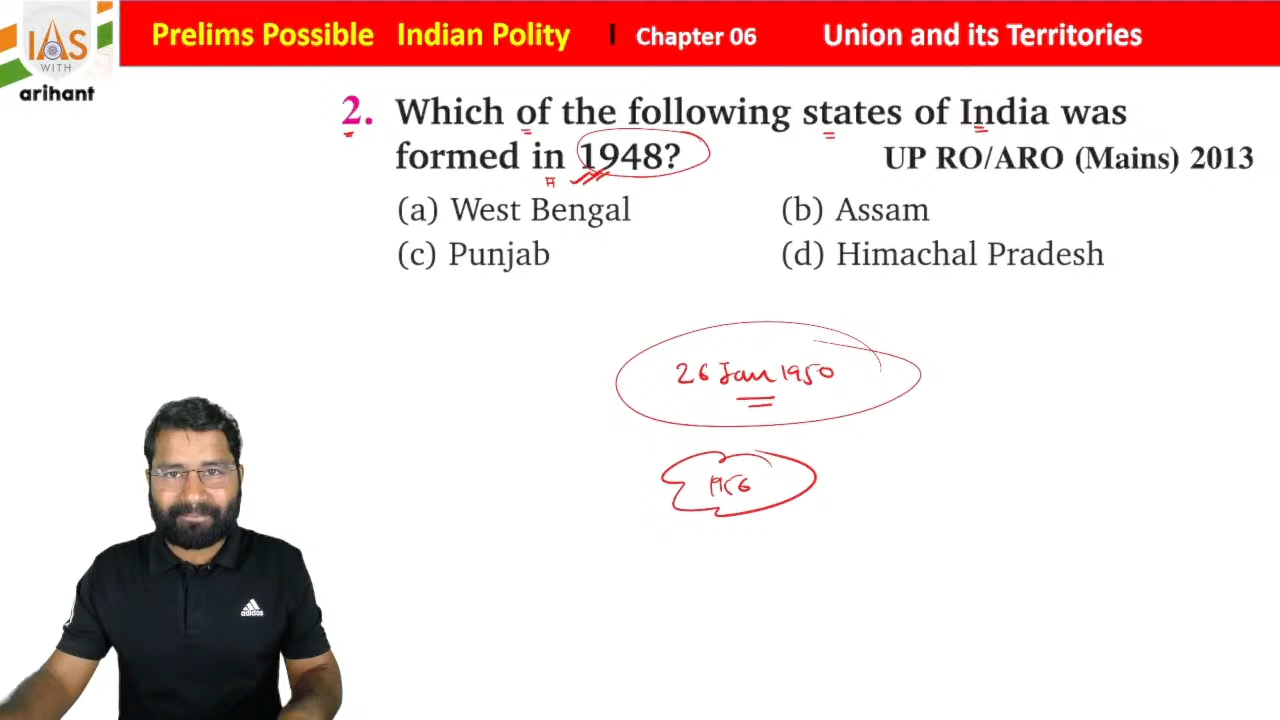 IAS
WITH
arihant
Prelims Possible Indian Polity | Chapter 06 Union and its Territories
2. Which of the following states of India was
formed in 1948? UP RO/ARO (Mains) 2013
(a) West Bengal (b) Assam
(c) Punjab (d) Himachal Pradesh
26 Jan 1950
1956
adidas